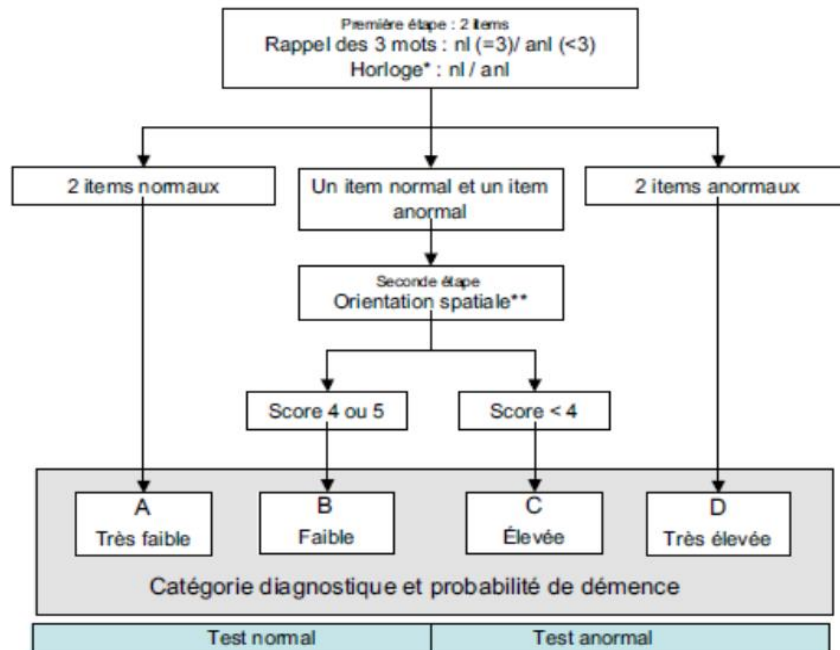 Première étape : 2 items
Rappel des 3 mots : nl (=3)/ anl (<3)
Horloge* : nl / anl
2 items normaux
Un item normal et un item
anormal
2 items anormaux
Seconde étape
Orientation spatiale**
Score 4 ou 5
Score < 4
A
Très faible
B
Faible
C
Élevée
D
Très élevée
Catégorie diagnostique et probabilité de démence
Test normal
Test anormal